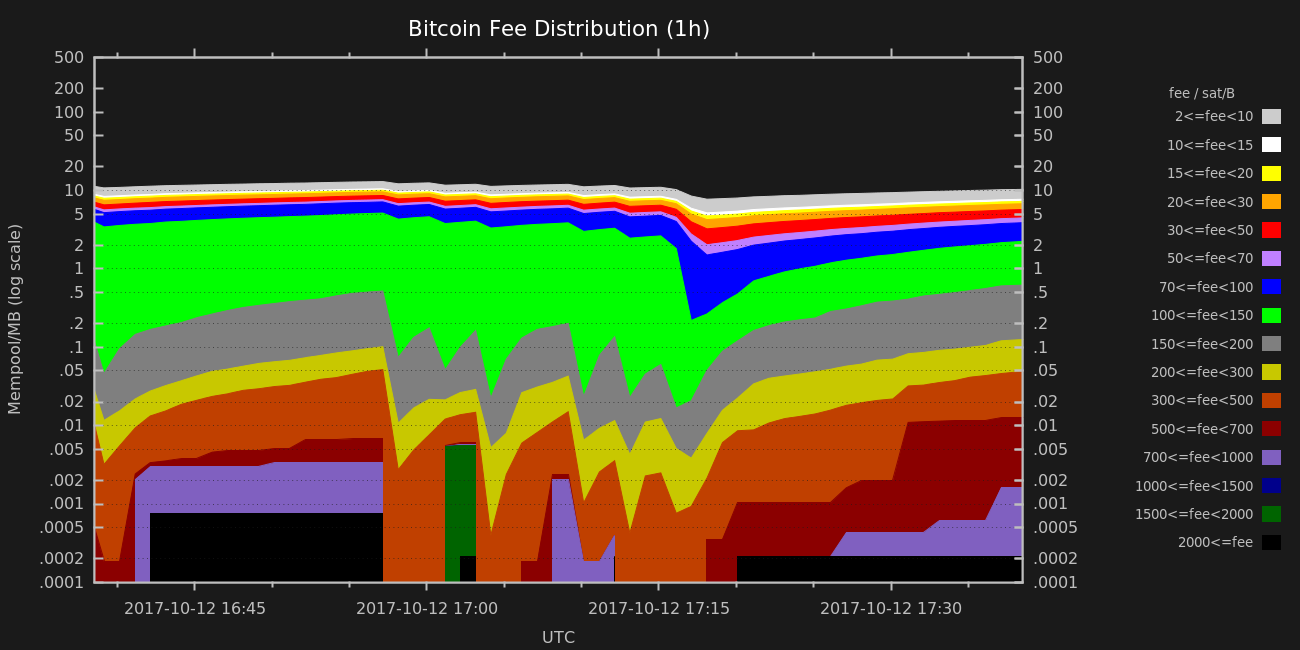 Bitcoin Fee Distribution (1h)
Mempool/MB (log scale)
500
200
100
50
20
10
5
2
1
.5
.2
.1
.05
.02
.01
.005
.002
.001
.0005
.0002
.0001
500
200
100
50
20
10
5
2
1
.5
.2
.1
.05
.02
.01
.005
.002
.001
.0005
.0002
.0001
2017-10-12 16:45
2017-10-12 17:00
2017-10-12 17:15
2017-10-12 17:30
UTC
fee / sat/B
2<=fee<10
10<=fee<15
15<=fee<20
20<=fee<30
30<=fee<50
50<=fee<70
70<=fee<100
100<=fee<150
150<=fee<200
200<=fee<300
300<=fee<500
500<=fee<700
700<=fee<1000
1000<=fee<1500
1500<=fee<2000
2000<=fee